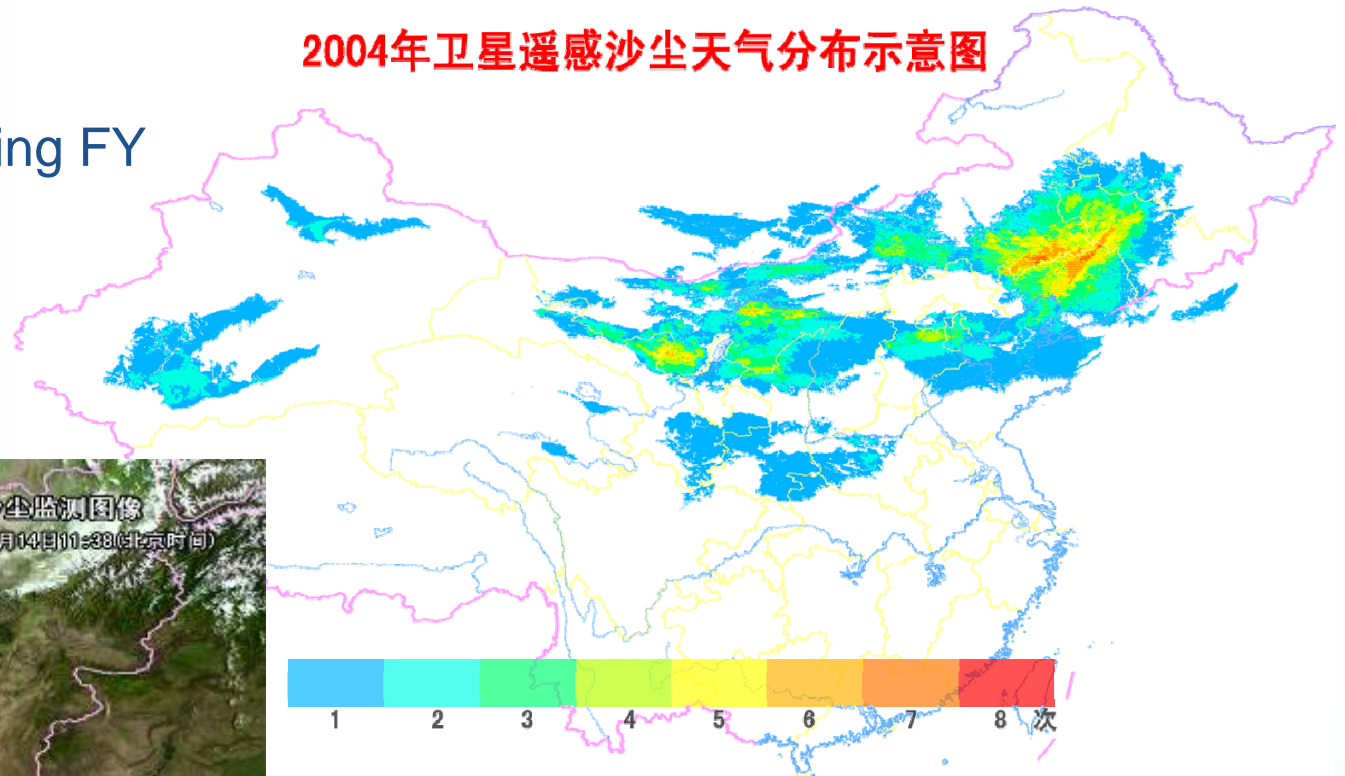 2004年卫星遥感沙尘天气分布示意图
ing FY
尘监测图像
月14日11:38(北京时间)
1 2 3 4 5 6 7 8 次